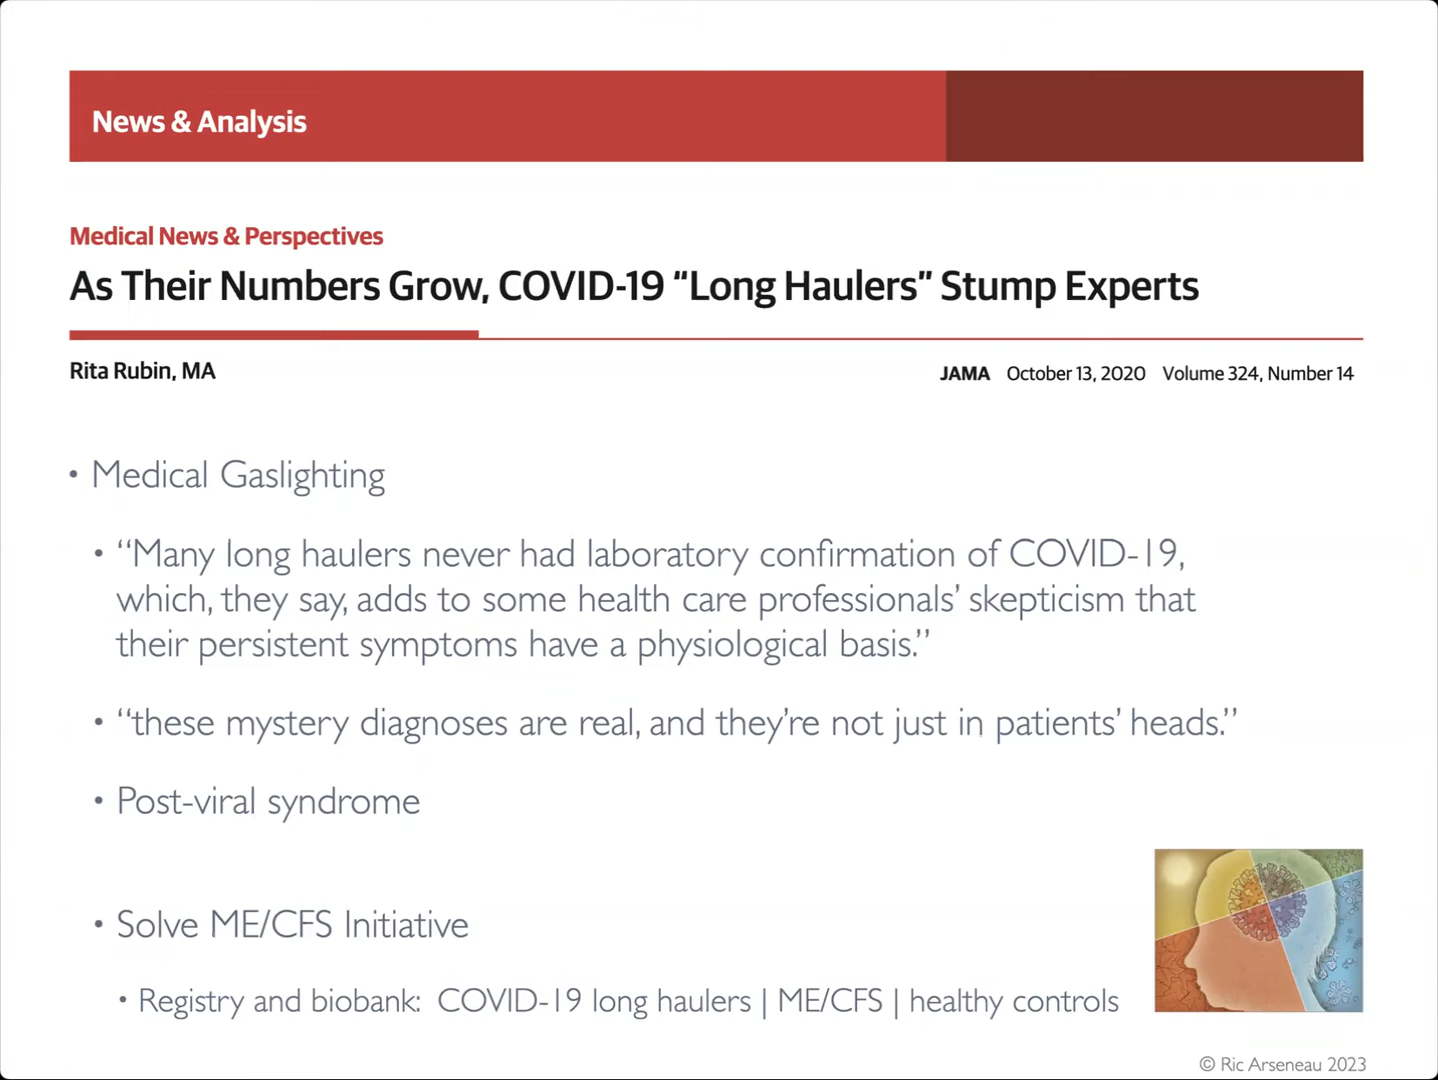 News & Analysis
Medical News & Perspectives
As Their Numbers Grow, COVID-19 “Long Haulers” Stump Experts
Rita Rubin, MA
JAMA October 13, 2020 Volume 324, Number 14
• Medical Gaslighting
• “Many long haulers never had laboratory confirmation of COVID-19,
which, they say, adds to some health care professionals’ skepticism that
their persistent symptoms have a physiological basis.”
• “these mystery diagnoses are real, and they’re not just in patients’ heads.”
• Post-viral syndrome
• Solve ME/CFS Initiative
• Registry and biobank: COVID-19 long haulers | ME/CFS | healthy controls
© Ric Arseneau 2023